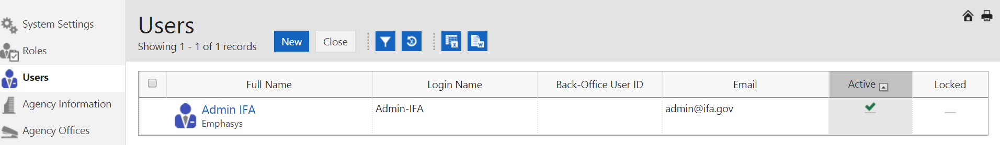 System Settings
Roles
Users
Agency Information
Agency Offices
Users
Showing 1 - 1 of 1 records
New
Close
Full Name
Login Name
Back-Office User ID
Email
Active
Locked
Admin IFA
Emphasys
Admin-IFA
admin@ifa.gov